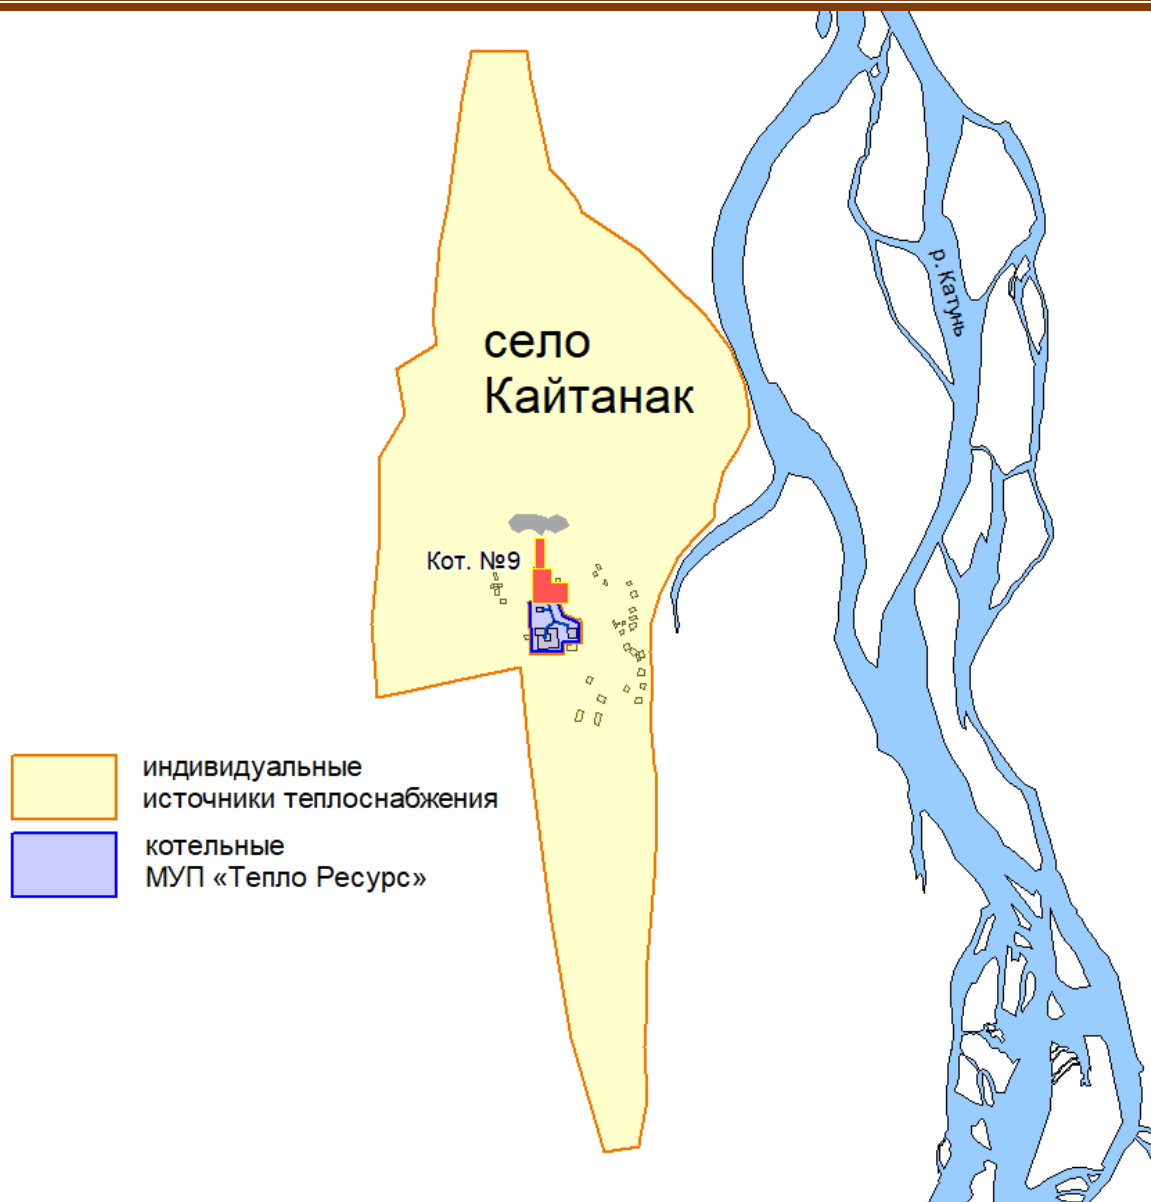 р. Катунь
село
Кайтанак
Кот. №9
индивидуальные
источники теплоснабжения
котельные
МУП «Тепло Ресурс»